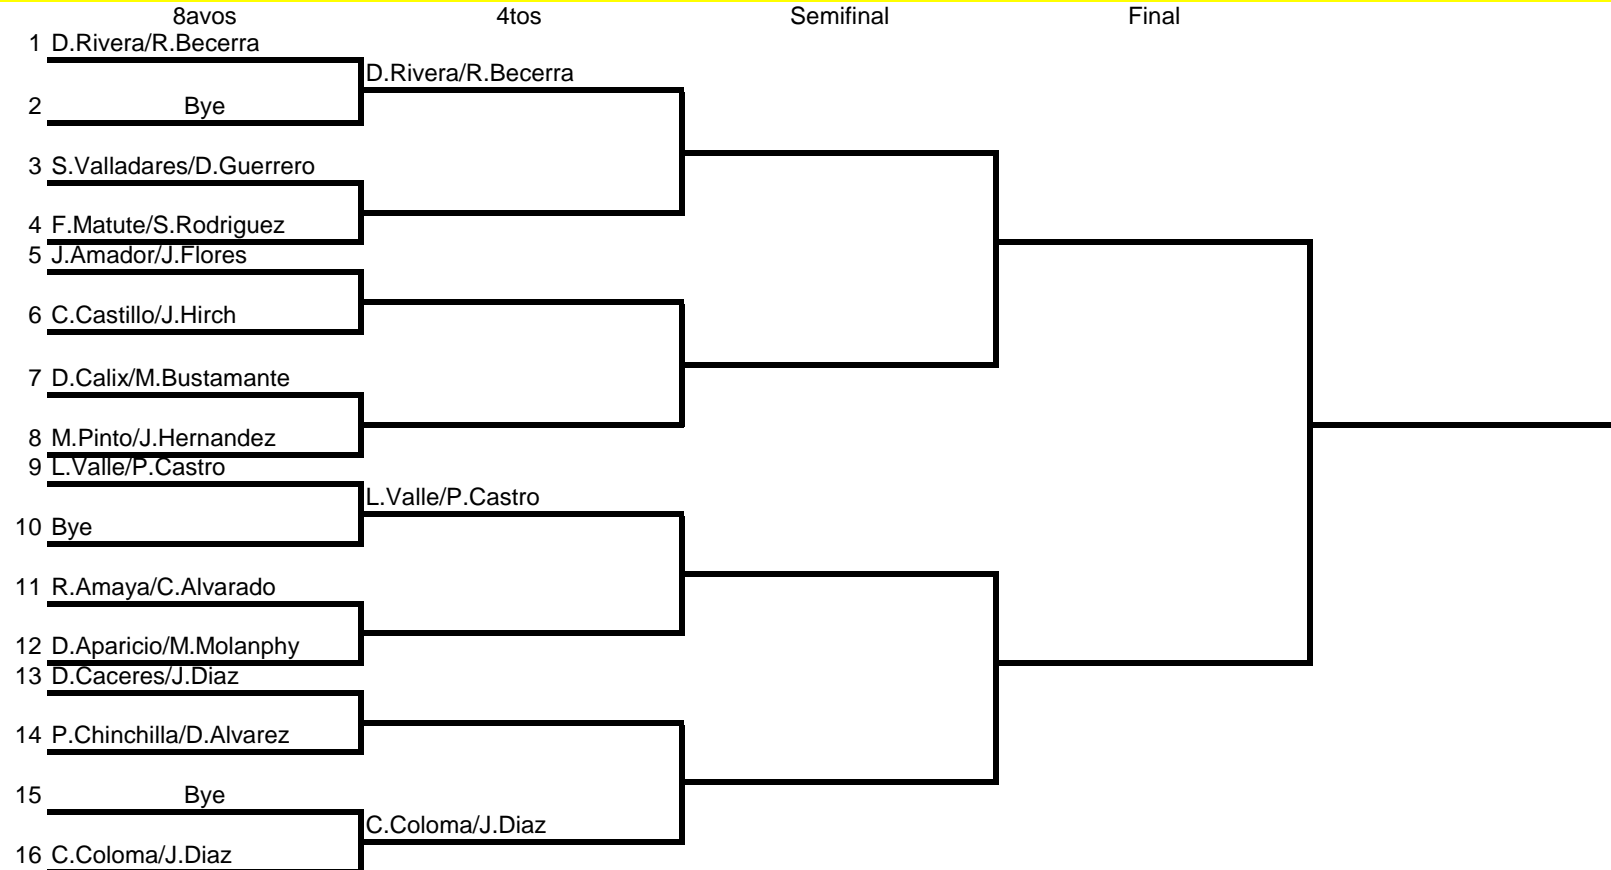 8avos 4tos Semifinal Final
1 D.Rivera/R.Becerra
D.Rivera/R.Becerra
2 Bye
3 S.Valladares/D.Guerrero
4 F.Matute/S.Rodriguez
5 J.Amador/J.Flores
6 C.Castillo/J.Hirch
7 D.Calix/M.Bustamante
8 M.Pinto/J.Hernandez
9 L.Valle/P.Castro
L.Valle/P.Castro
10 Bye
11 R.Amaya/C.Alvarado
12 D.Aparicio/M.Molanphy
13 D.Caceres/J.Diaz
14 P.Chinchilla/D.Alvarez
15 Bye
C.Coloma/J.Diaz
16 C.Coloma/J.Diaz